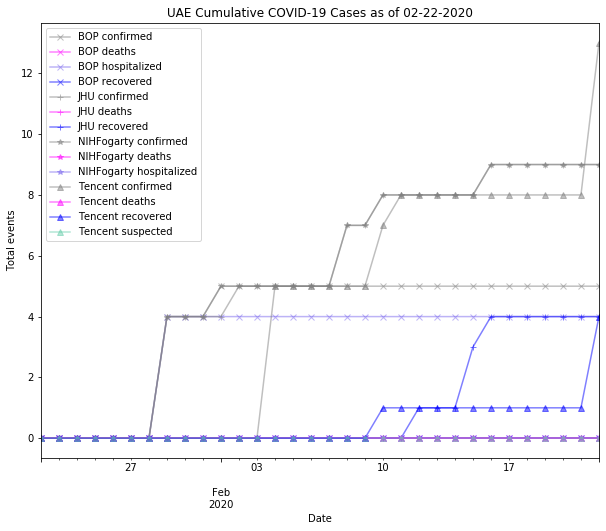 UAE Cumulative COVID-19 Cases as of 02-22-2020
BOP confirmed
BOP deaths
BOP hospitalized
BOP recovered
JHU confirmed
JHU deaths
JHU recovered
NIHFogarty confirmed
NIHFogarty deaths
NIHFogarty hospitalized
Tencent confirmed
Tencent deaths
Tencent recovered
Tencent suspected
Total events
12
10
8
6
4
2
0
27 03 10 17
Feb
2020
Date